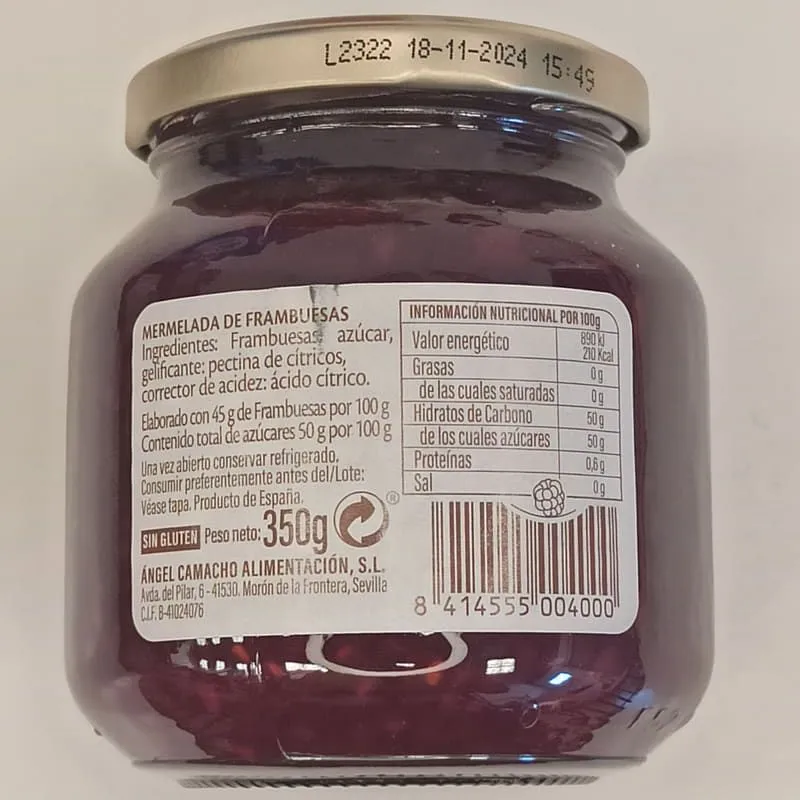 L2322 18-11-2024 15:49
MERMELADA DE FRAMBUESAS
Ingredientes: Frambuesas, azúcar,
gelificante: pectina de cítricos,
corrector de acidez: ácido cítrico.
Elaborado con 45 g de Frambuesas por 100 g
Contenido total de azúcares 50 g por 100 g
Una vez abierto conservar refrigerado.
Consumir preferentemente antes del/Lote:
Véase tapa. Producto de España.
SIN GLUTEN Peso neto: 350g ®
ÁNGEL CAMACHO ALIMENTACIÓN, S.L.
Avda. del Pilar, 6 - 41530. Morón de la Frontera, Sevilla
C.I.F. B-41024076
INFORMACIÓN NUTRICIONAL POR 100g
Valor energético 890 kJ
210 Kcal
Grasas 0 g
de las cuales saturadas 0 g
Hidratos de Carbono 50 g
de los cuales azúcares 50 g
Proteínas 0,6 g
Sal 0 g
8 414555 004000